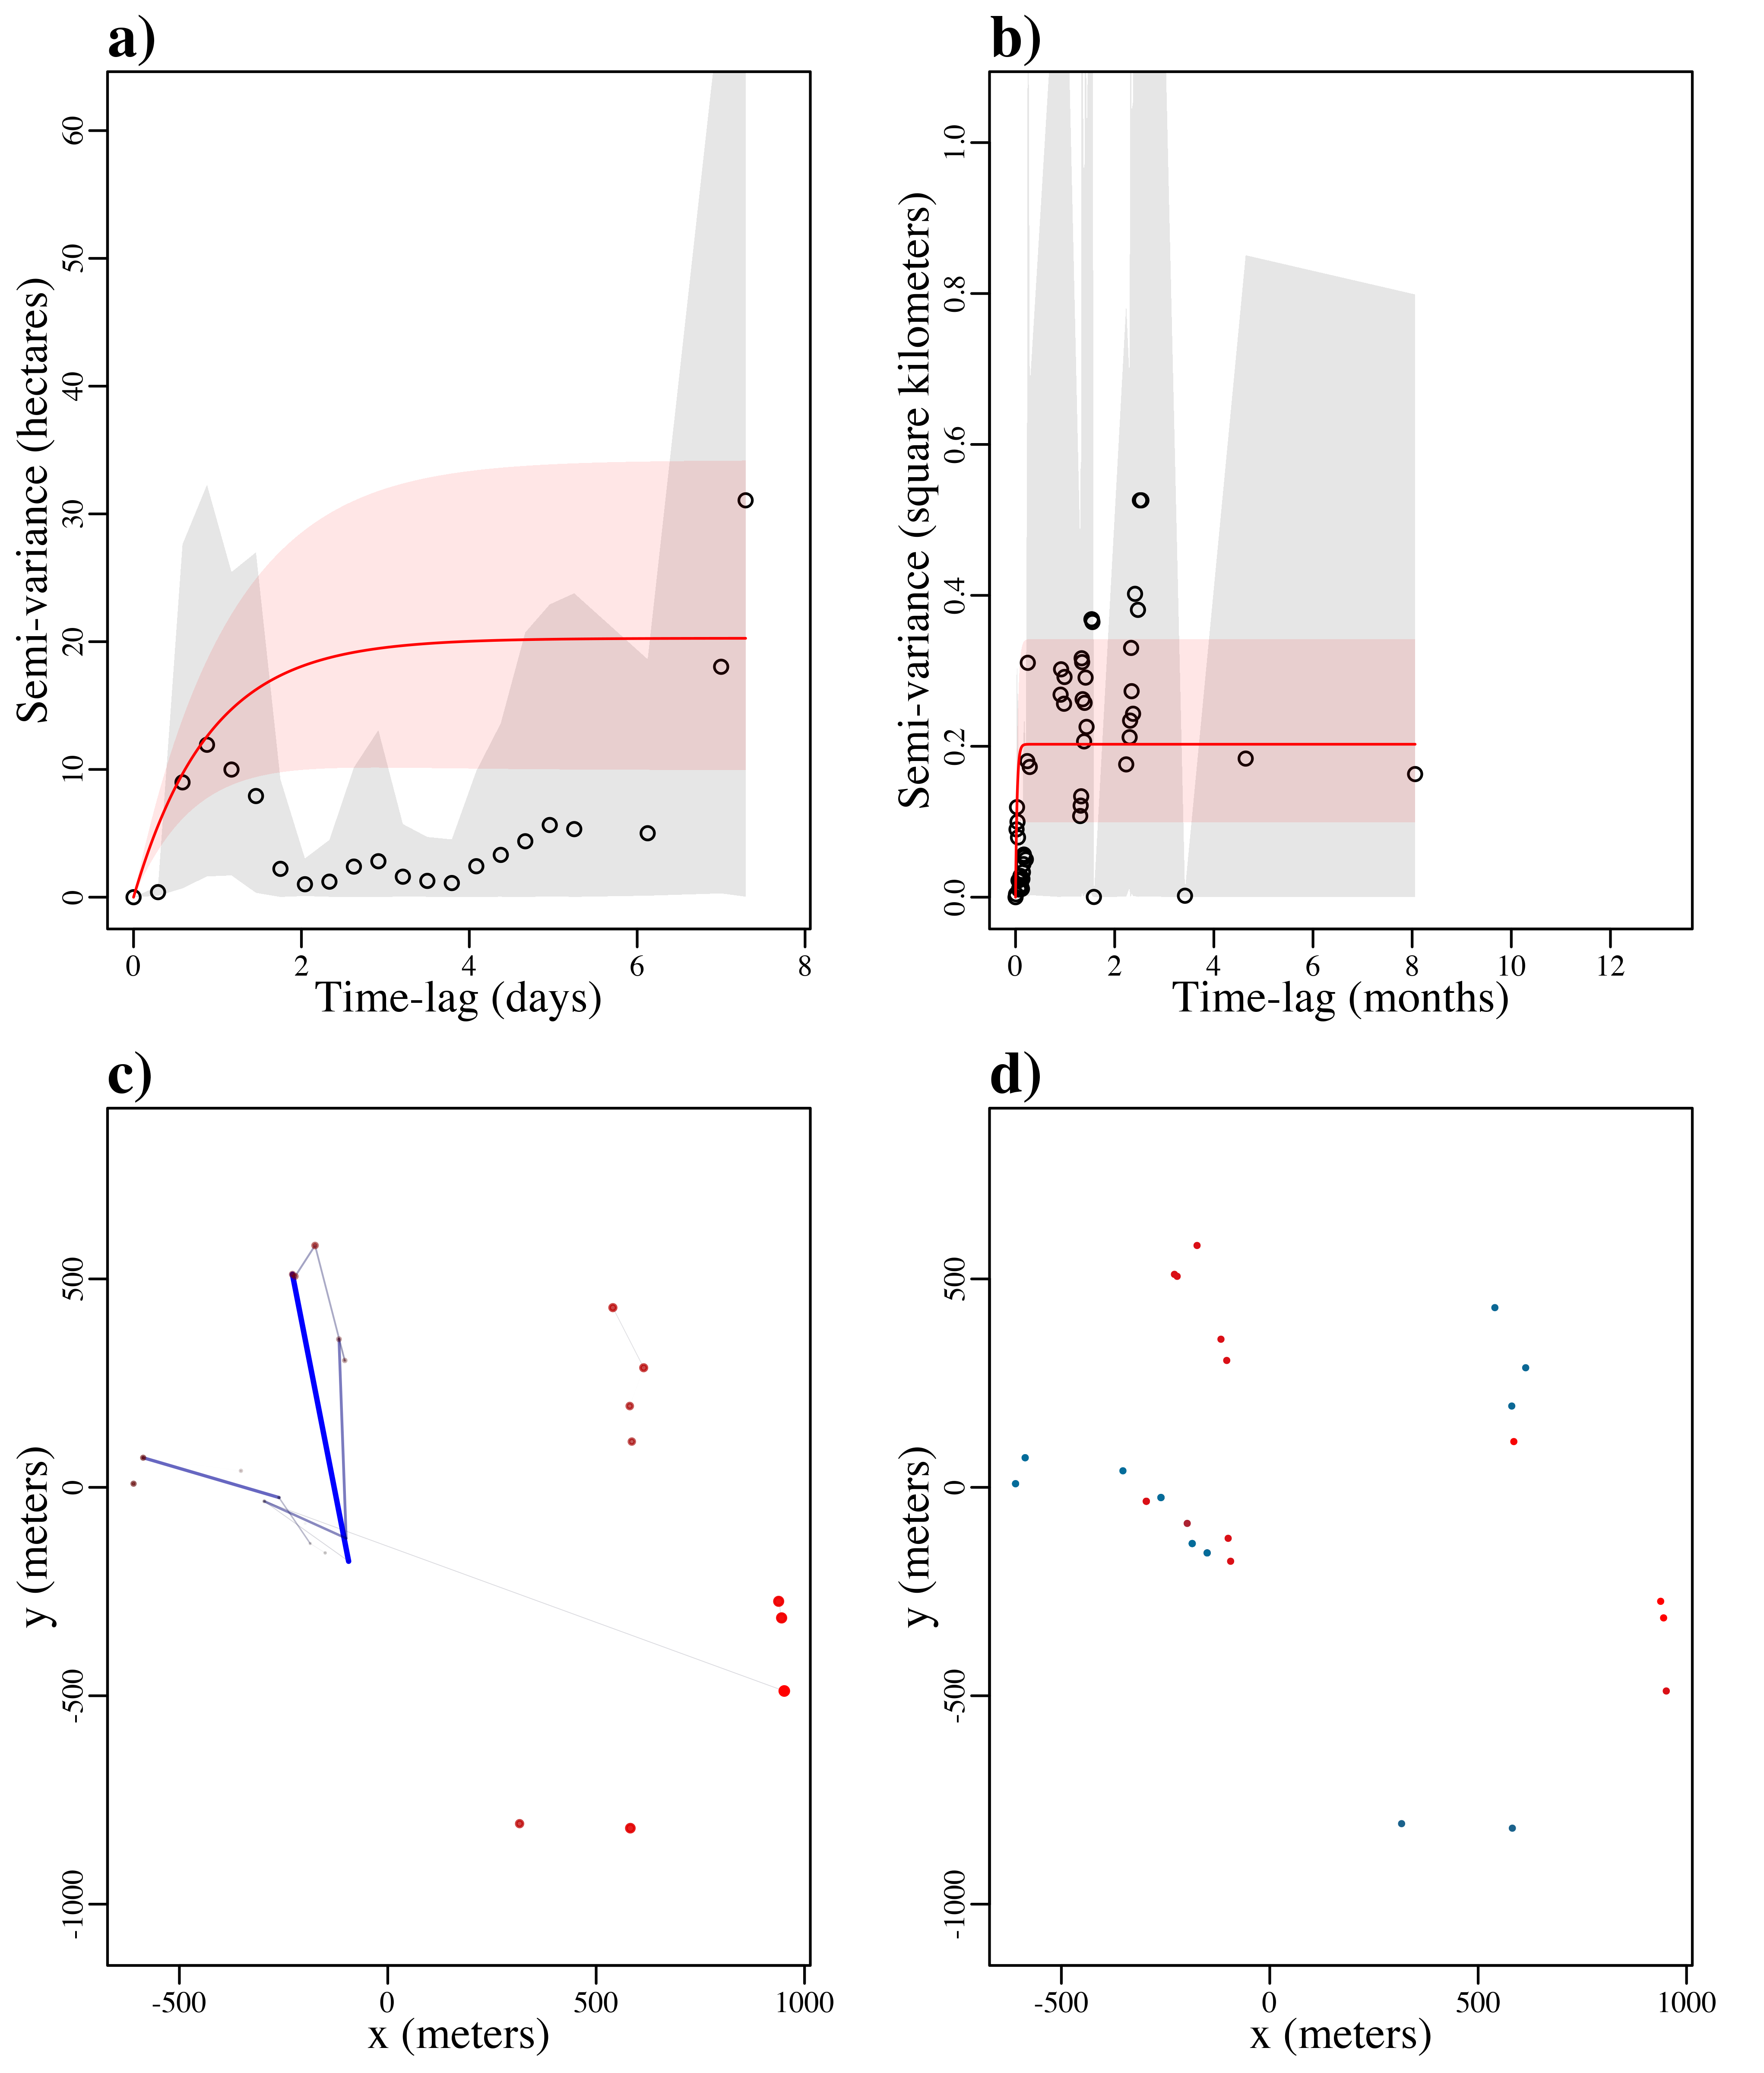 a)
Semi-variance (hectares)
60
50
40
30
20
10
0
0 2 4 6 8
Time-lag (days)
b)
Semi-variance (square kilometers)
1.0
0.8
0.6
0.4
0.2
0.0
0 2 4 6 8 10 12
Time-lag (months)
c)
y (meters)
500
0
-500
-1000
-500 0 500 1000
x (meters)
d)
y (meters)
500
0
-500
-1000
-500 0 500 1000
x (meters)